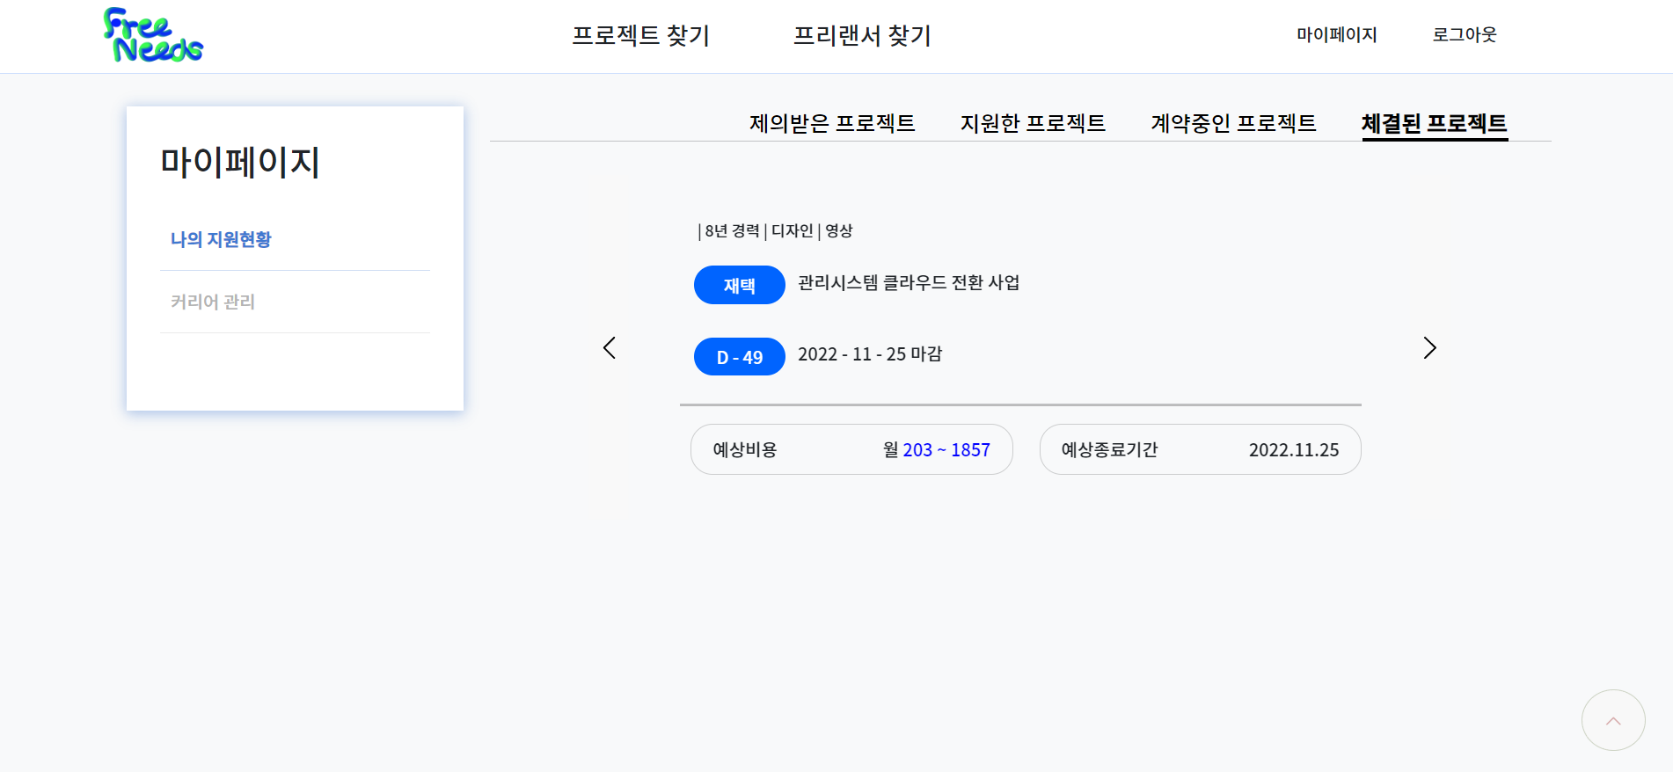 Free Needs
프로젝트 찾기 프리랜서 찾기 마이페이지 로그아웃
마이페이지
나의 지원현황
커리어 관리
제의받은 프로젝트 지원한 프로젝트 계약중인 프로젝트 체결된 프로젝트
| 8년 경력 | 디자인 | 영상
재택 관리시스템 클라우드 전환 사업
D - 49 2022 - 11 - 25 마감
예상비용 월 203 ~ 1857 예상종료기간 2022.11.25